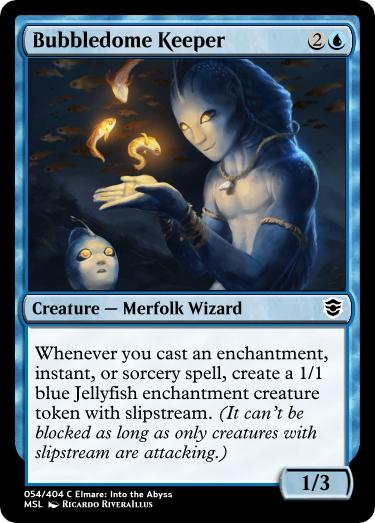 Bubbledome Keeper 2
Creature — Merfolk Wizard
Whenever you cast an enchantment,
instant, or sorcery spell, create a 1/1
blue Jellyfish enchantment creature
token with slipstream. (It can't be
blocked as long as only creatures with
slipstream are attacking.)
1/3
054/404 C Elmare: Into the Abyss
MSL Ricardo RiveraIllus